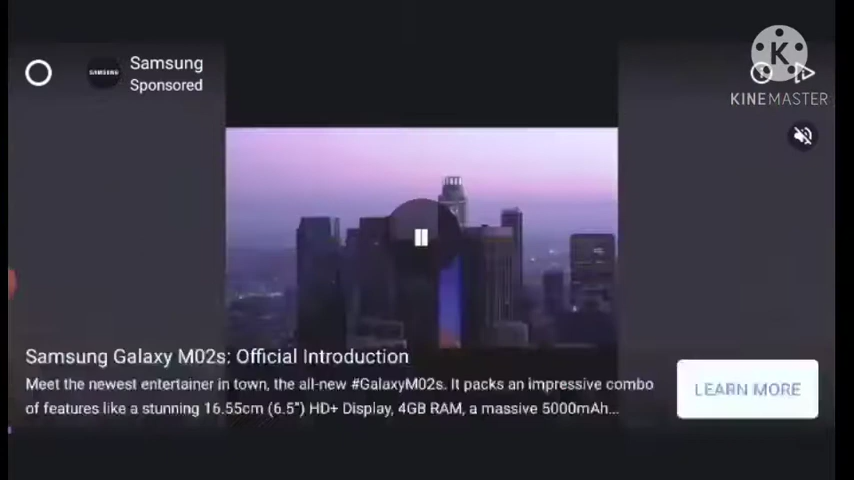 Samsung
SAMSUNG
Sponsored
K
KINEMASTER
Samsung Galaxy M02s: Official Introduction
Meet the newest entertainer in town, the all-new #GalaxyM02s. It packs an impressive combo
of features like a stunning 16.55cm (6.5") HD+ Display, 4GB RAM, a massive 5000mAh...
LEARN MORE